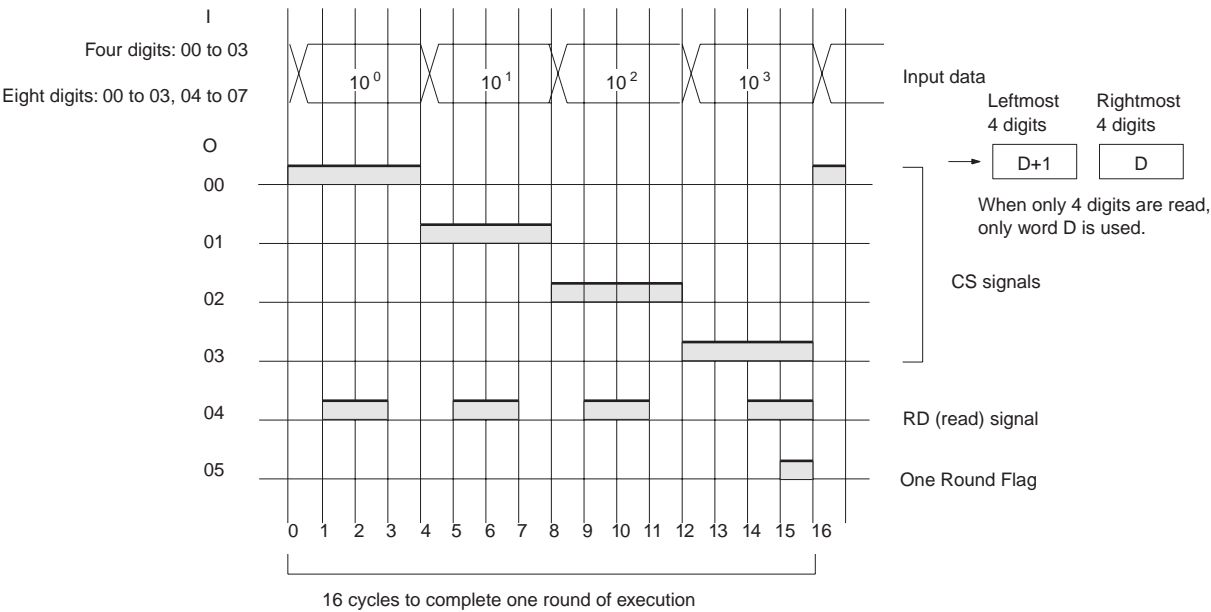 I
Four digits: 00 to 03
Eight digits: 00 to 03, 04 to 07
10⁰ 10¹ 10² 10³
Input data
Leftmost
4 digits
Rightmost
4 digits
D+1 D
When only 4 digits are read,
only word D is used.
O
00
01
02
03
04
05
CS signals
RD (read) signal
One Round Flag
0 1 2 3 4 5 6 7 8 9 10 11 12 13 14 15 16
16 cycles to complete one round of execution